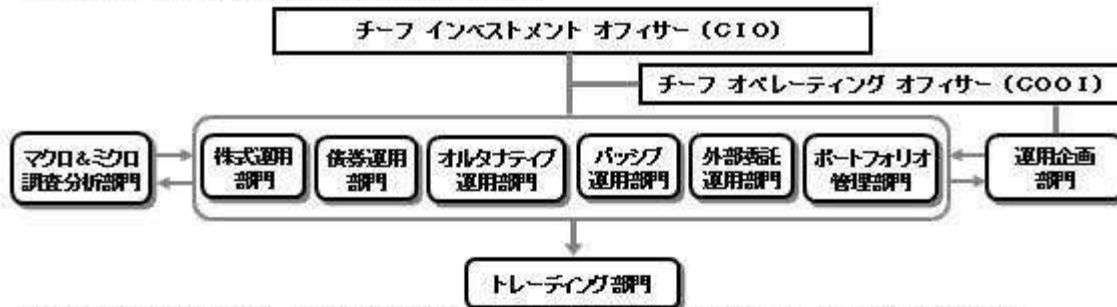 チーフ インベストメント オフィサー (CIO)
チーフ オペレーティング オフィサー (COOI)
マクロ&ミクロ
調査分析部門
株式運用
部門
債券運用
部門
オルタナティブ
運用部門
パッシブ
運用部門
外部委託
運用部門
ポートフォリオ
管理部門
運用企画
部門
トレーディング部門